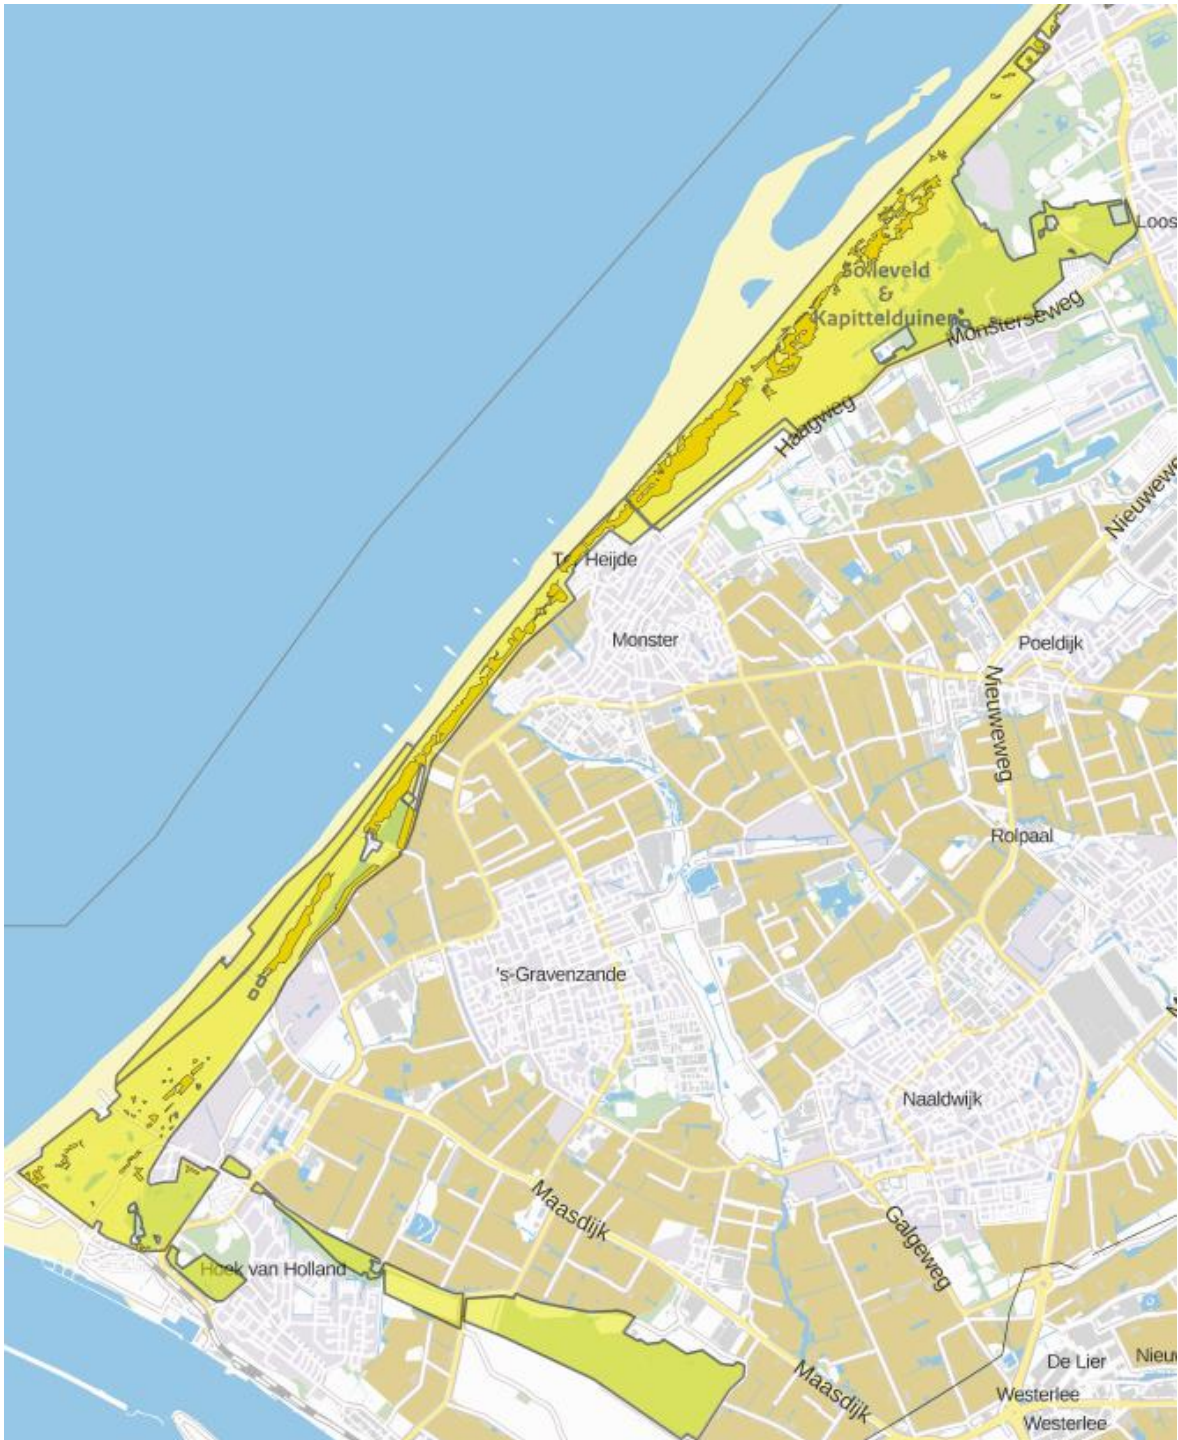 Loos
Solleveld
&
Kapittelduinen
Monsterseweg
Haagweg
Nieuwewe
Ter Heijde
Monster
Poeldijk
Nieuweweg
Rolpaal
's-Gravenzande
M
Naaldwijk
Maasdijk
Galgeweg
Hoek van Holland
Maasdijk
De Lier
Nieuw
Westerlee
Westerlee